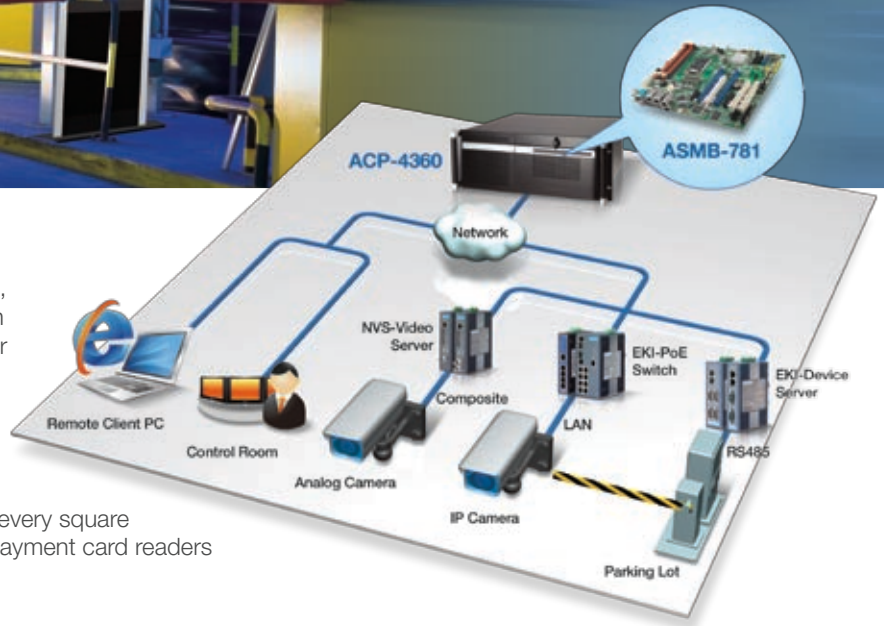 ACP-4360
ASMB-781
Network
,
n
r
NVS-Video
Server
EKI-PoE
Switch
EKI-Device
Server
Composite
LAN
RS485
Remote Client PC
Control Room
Analog Camera
IP Camera
Parking Lot
every square
ayment card readers